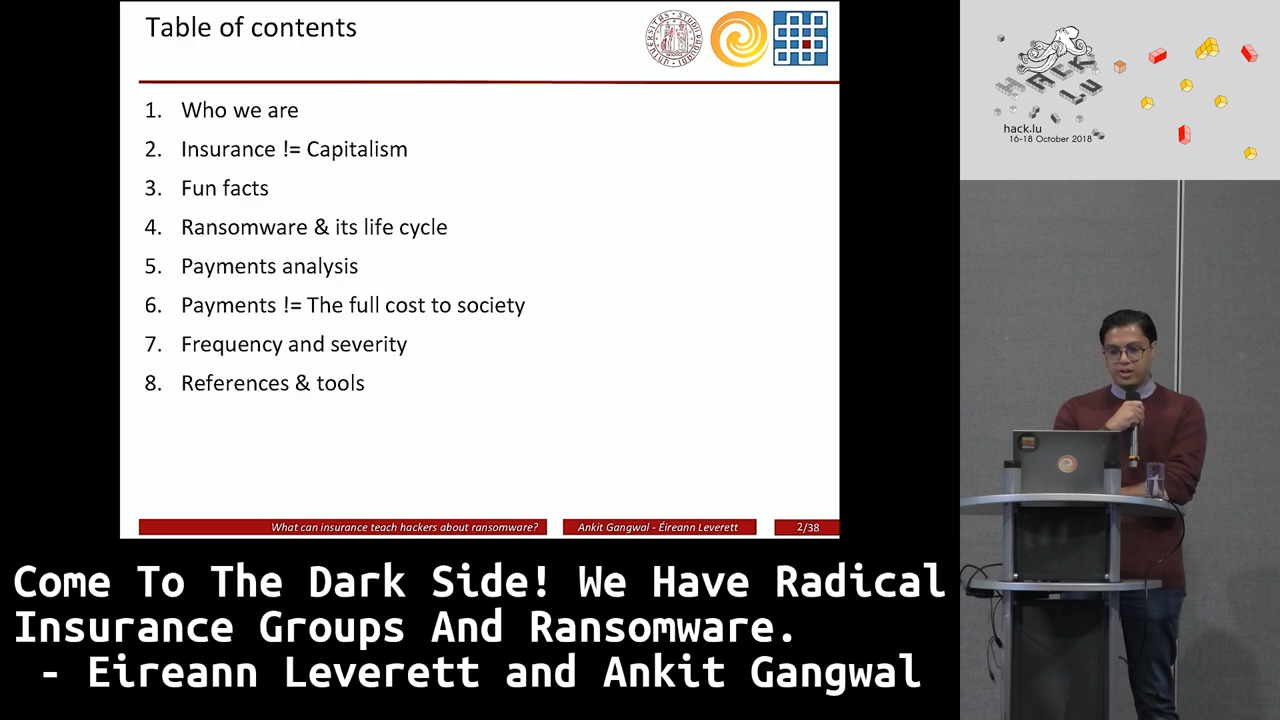 Table of contents
1. Who we are
2. Insurance != Capitalism
3. Fun facts
4. Ransomware & its life cycle
5. Payments analysis
6. Payments != The full cost to society
7. Frequency and severity
8. References & tools
What can insurance teach hackers about ransomware?
Ankit Gangwal - Éireann Leverett
2/38
HACK
LU
hack.lu
16-18 October 2018
Come To The Dark Side! We Have Radical
Insurance Groups And Ransomware.
- Eireann Leverett and Ankit Gangwal